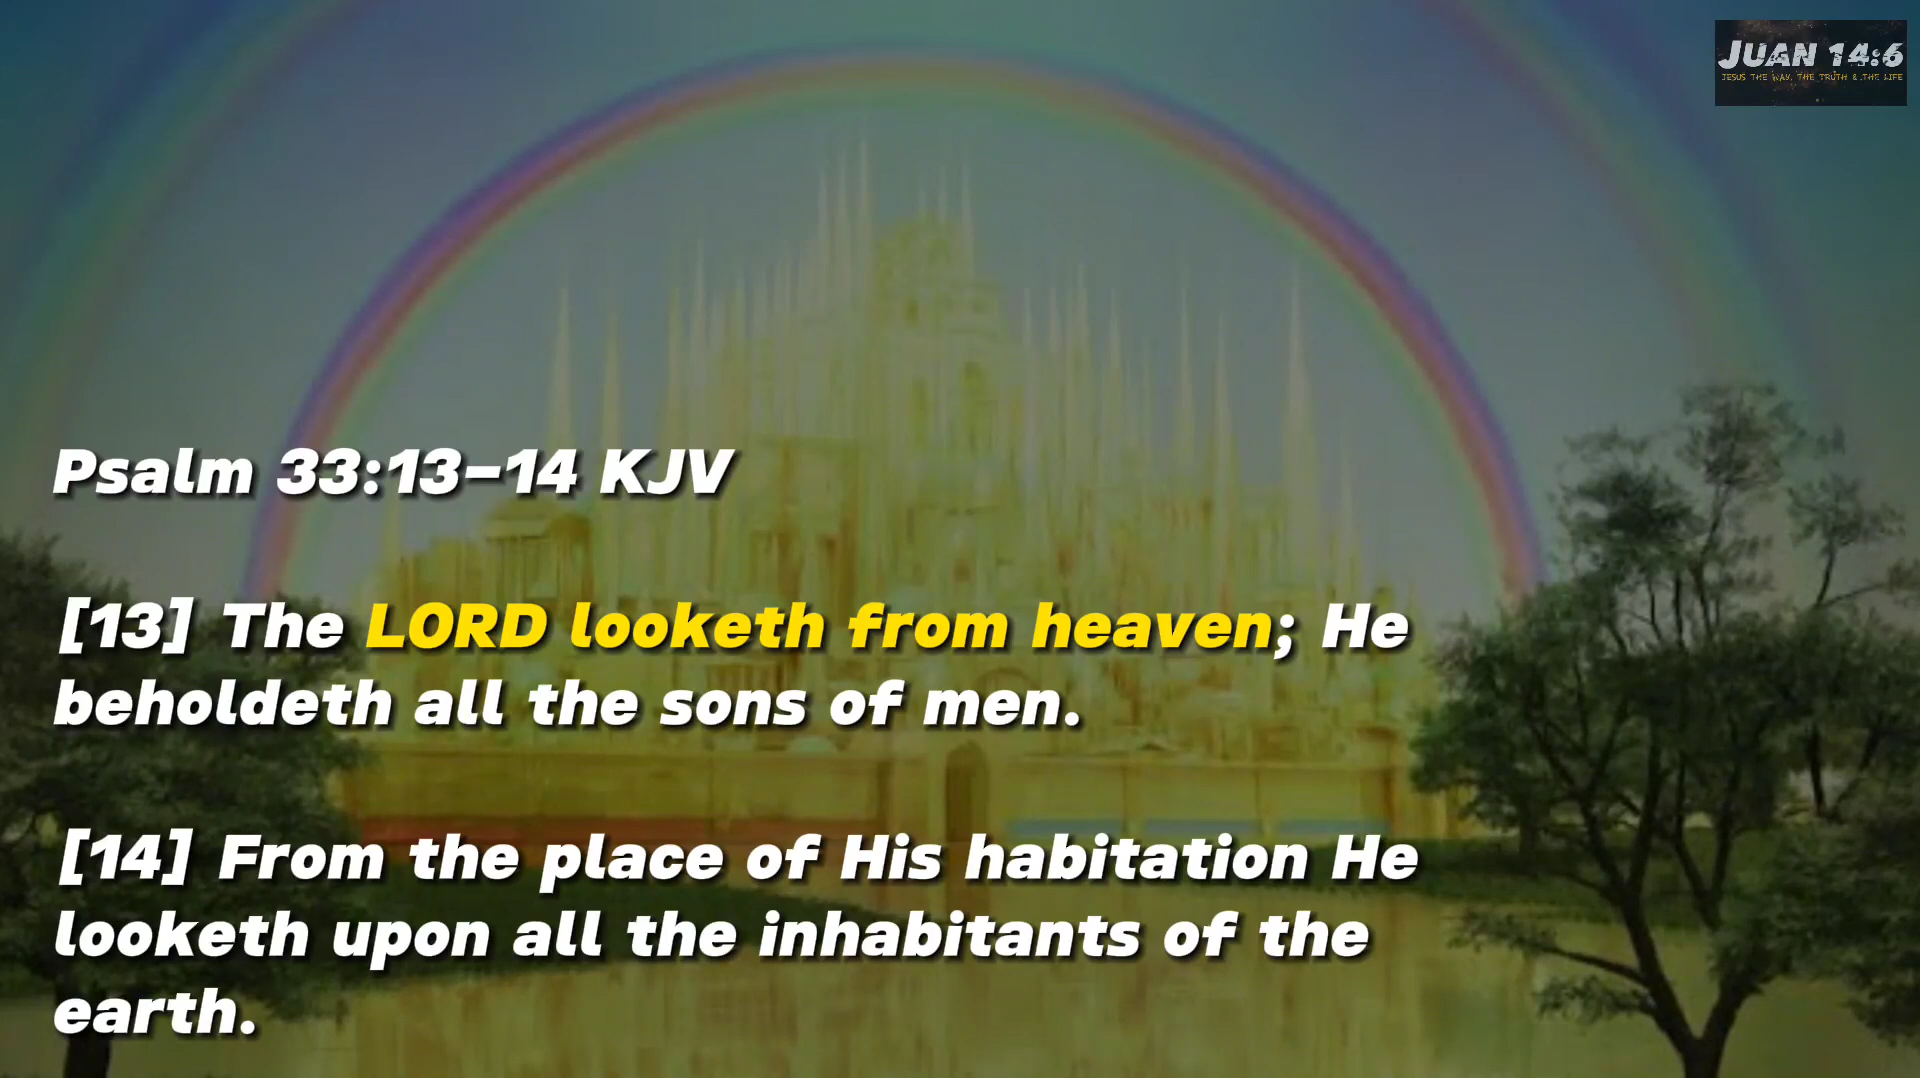 JUAN 14:6
JESUS THE WAY, THE TRUTH & THE LIFE
Psalm 33:13–14 KJV
[13] The LORD looketh from heaven; He
beholdeth all the sons of men.
[14] From the place of His habitation He
looketh upon all the inhabitants of the
earth.